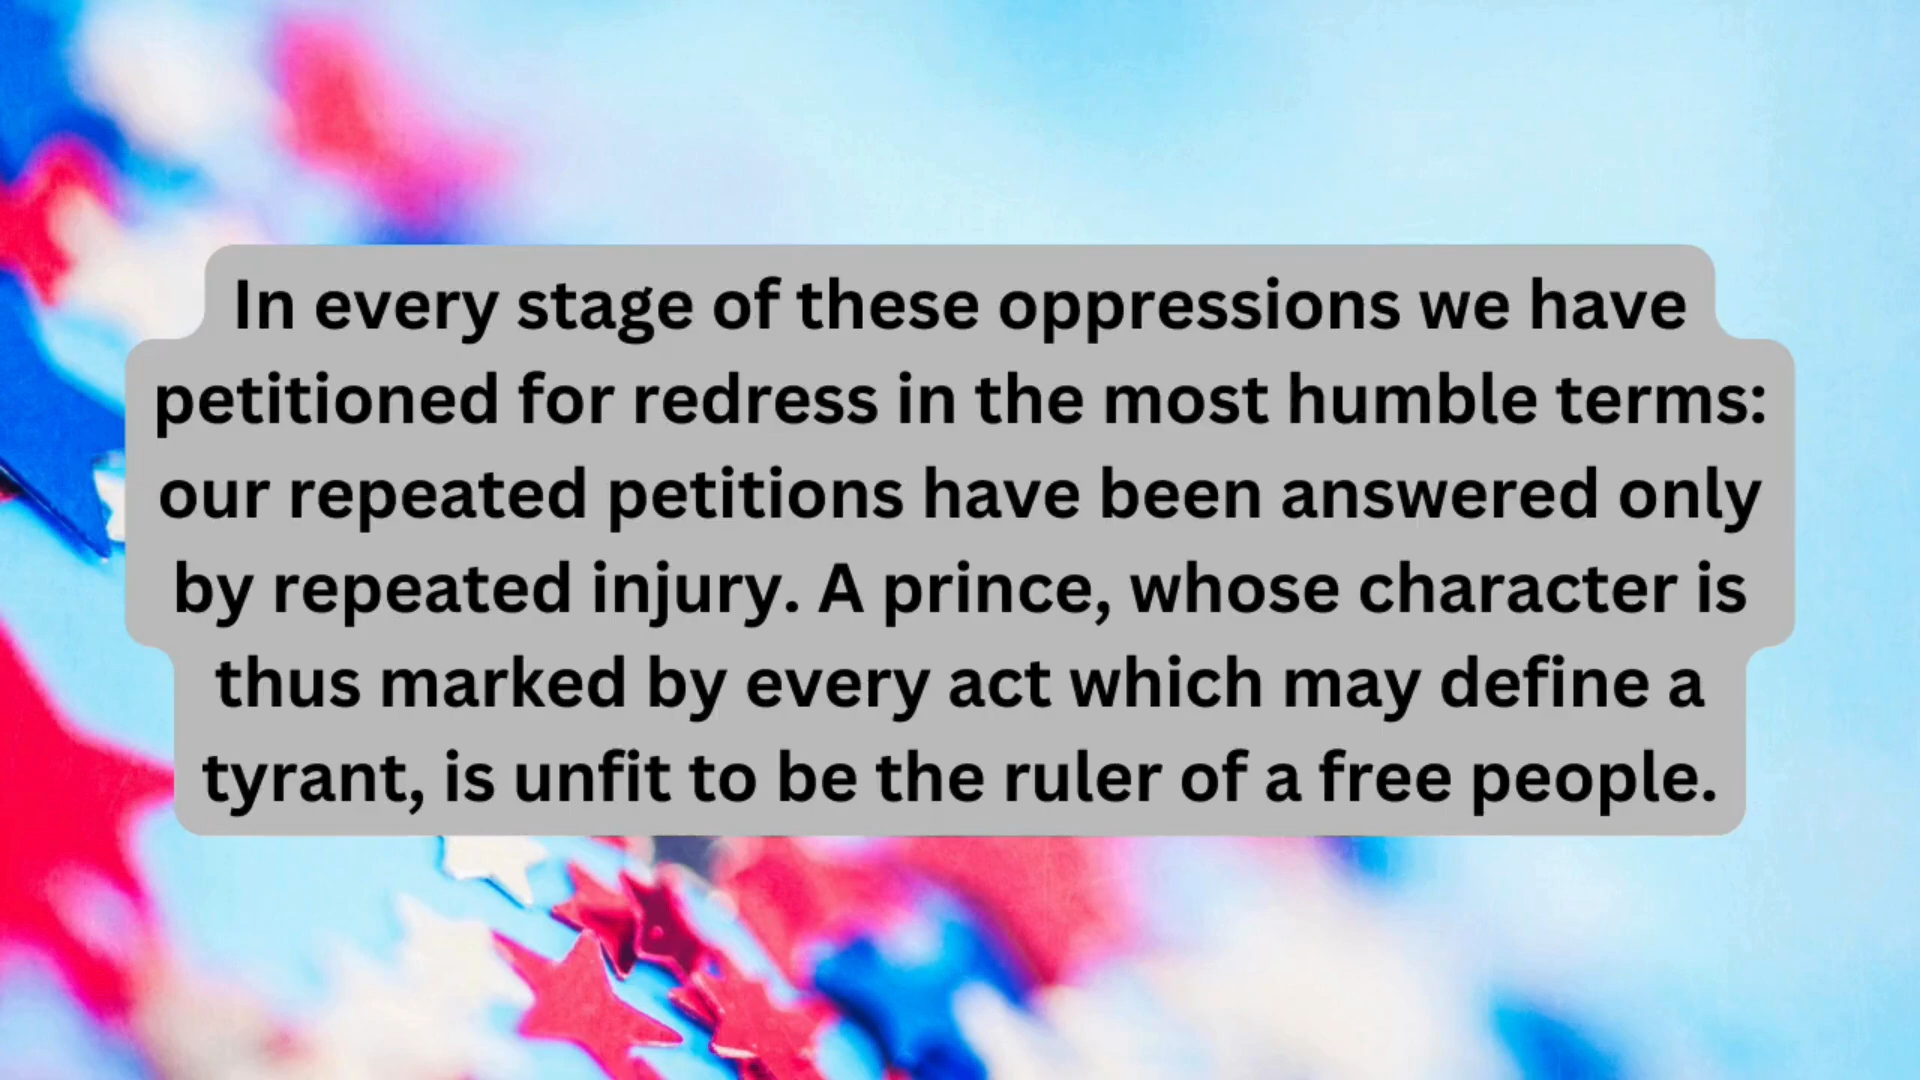 In every stage of these oppressions we have
petitioned for redress in the most humble terms:
our repeated petitions have been answered only
by repeated injury. A prince, whose character is
thus marked by every act which may define a
tyrant, is unfit to be the ruler of a free people.